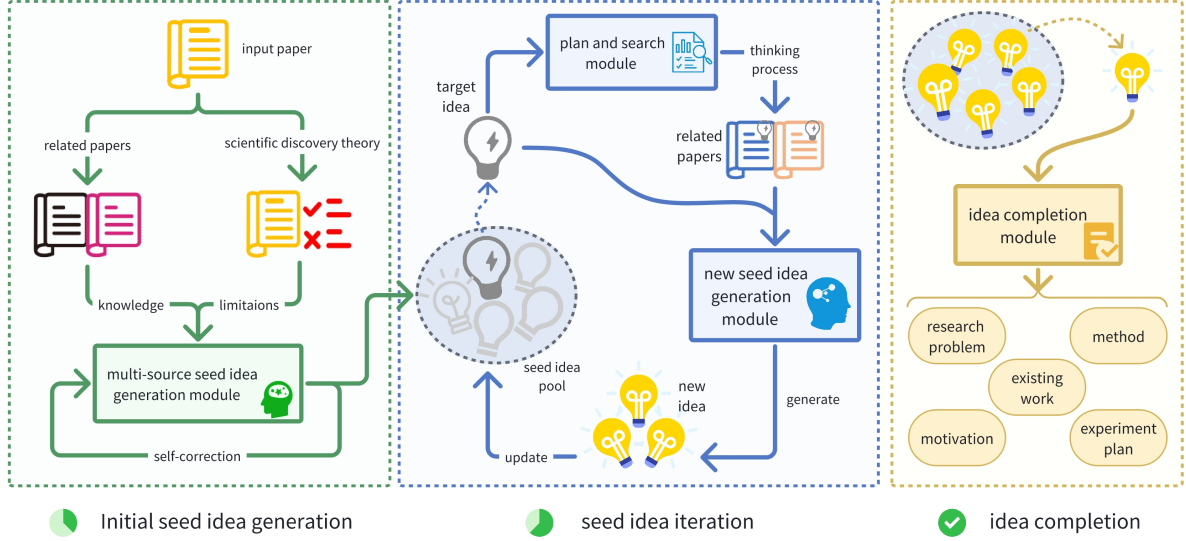 input paper
related papers
scientific discovery theory
knowledge
limitaions
multi-source seed idea
generation module
self-correction
Initial seed idea generation
plan and search
module
thinking
process
target
idea
related
papers
new seed idea
generation
module
seed idea
pool
new
idea
generate
update
seed idea iteration
idea completion
module
research
problem
method
existing
work
motivation
experiment
plan
idea completion